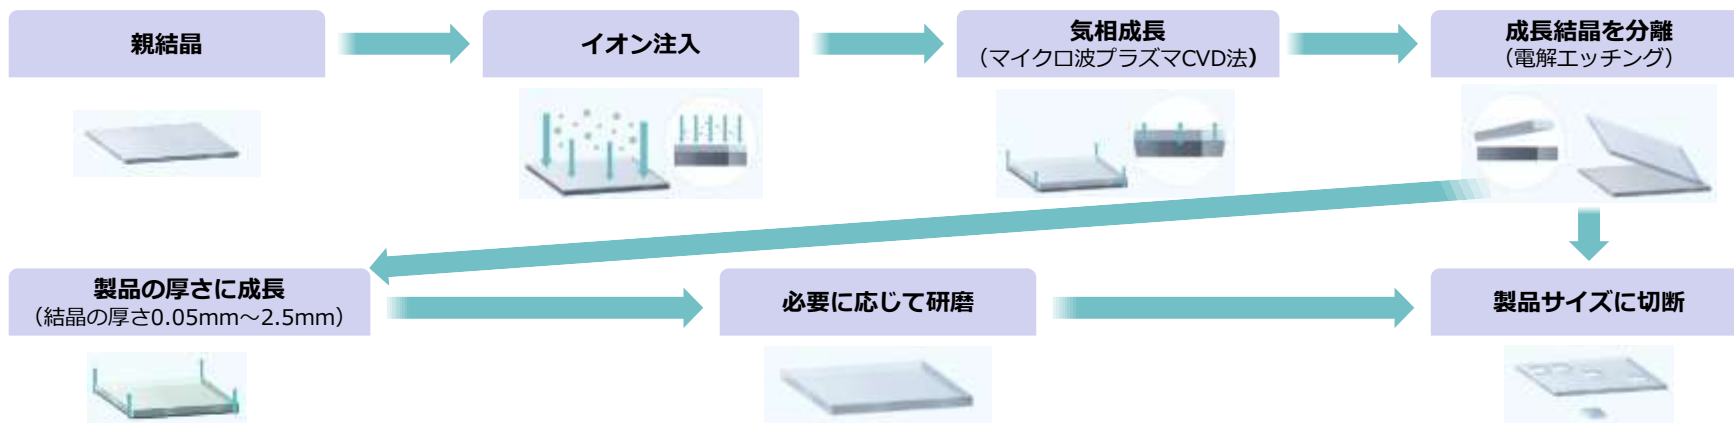 親結晶
イオン注入
気相成長
（マイクロ波プラズマCVD法）
成長結晶を分離
（電解エッチング）
製品の厚さに成長
（結晶の厚さ0.05mm～2.5mm）
必要に応じて研磨
製品サイズに切断